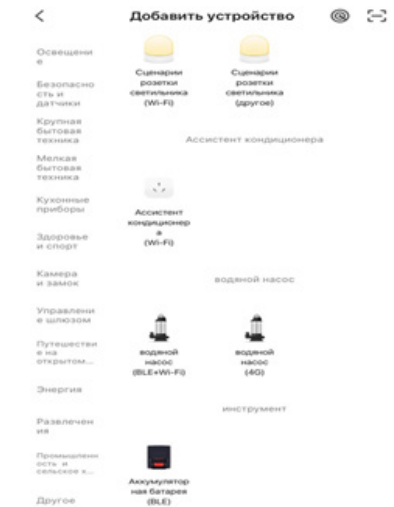 Добавить устройство
Освещени
е
Безопасно
сть и
датчики
Крупная
бытовая
техника
Мелкая
бытовая
техника
Кухонные
приборы
Здоровье
и спорт
Камера
и замок
Управлени
е шлюзом
Путешестви
е на
открытом...
Энергия
Развлечен
ия
Промышленн
ость и
сельское х...
Другое
Сценарии
розетки
светильника
(Wi-Fi)
Сценарии
розетки
светильника
(другое)
Ассистент кондиционера
Ассистент
кондиционер
а
(Wi-Fi)
водяной насос
водяной
насос
(BLE+Wi-Fi)
водяной
насос
(4G)
инструмент
Аккумулятор
ная батарея
(BLE)